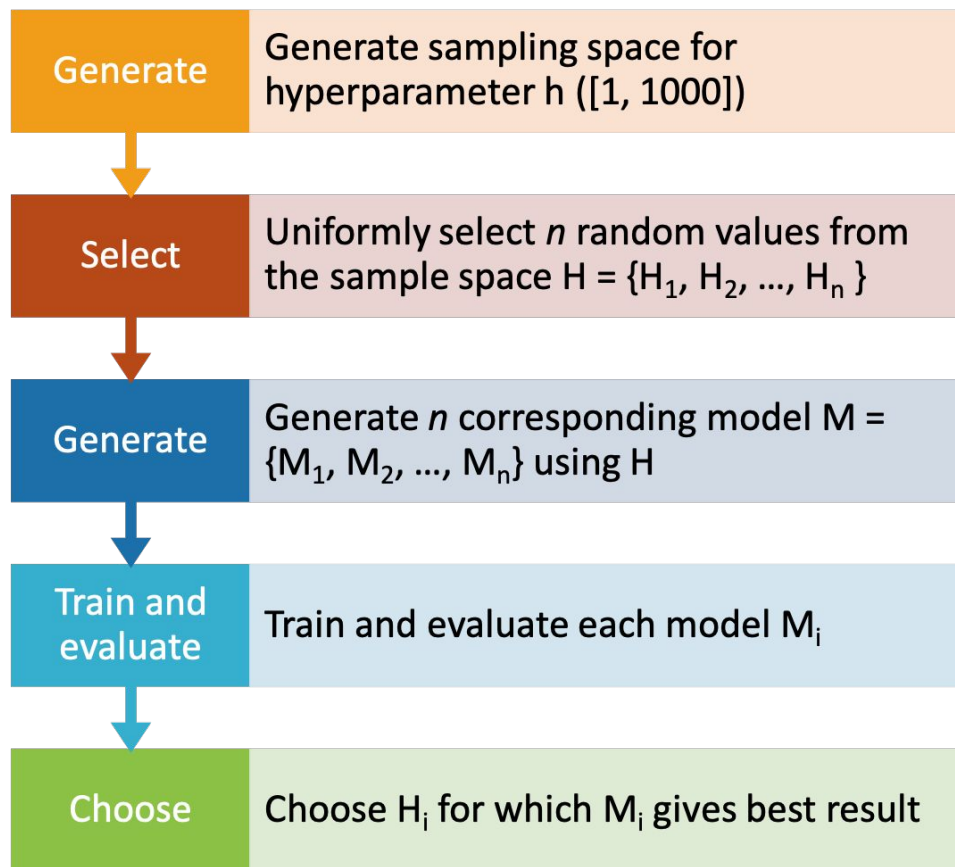 Generate
Generate sampling space for
hyperparameter h ([1, 1000])
Select
Uniformly select n random values from
the sample space H = {H₁, H₂, ..., Hₙ }
Generate
Generate n corresponding model M =
{M₁, M₂, ..., Mₙ} using H
Train and
evaluate
Train and evaluate each model Mᵢ
Choose
Choose Hᵢ for which Mᵢ gives best result